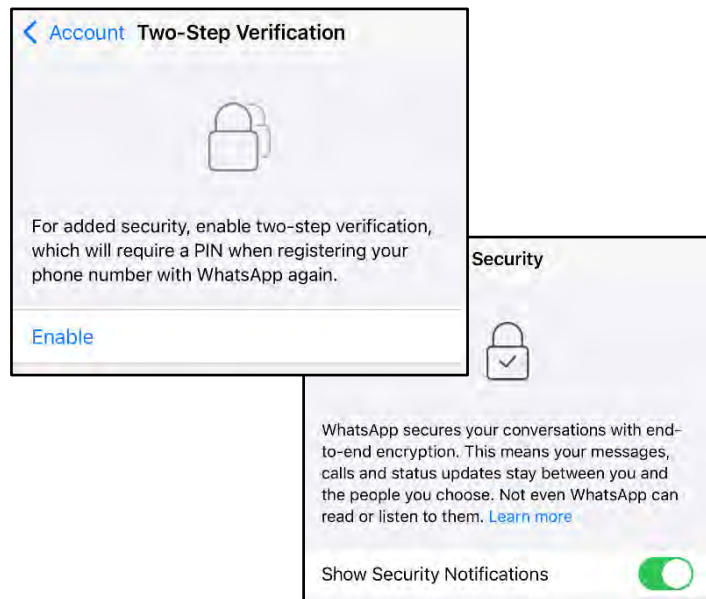 Account Two-Step Verification
For added security, enable two-step verification,
which will require a PIN when registering your
phone number with WhatsApp again.
Enable
Security
WhatsApp secures your conversations with end-
to-end encryption. This means your messages,
calls and status updates stay between you and
the people you choose. Not even WhatsApp can
read or listen to them. Learn more
Show Security Notifications